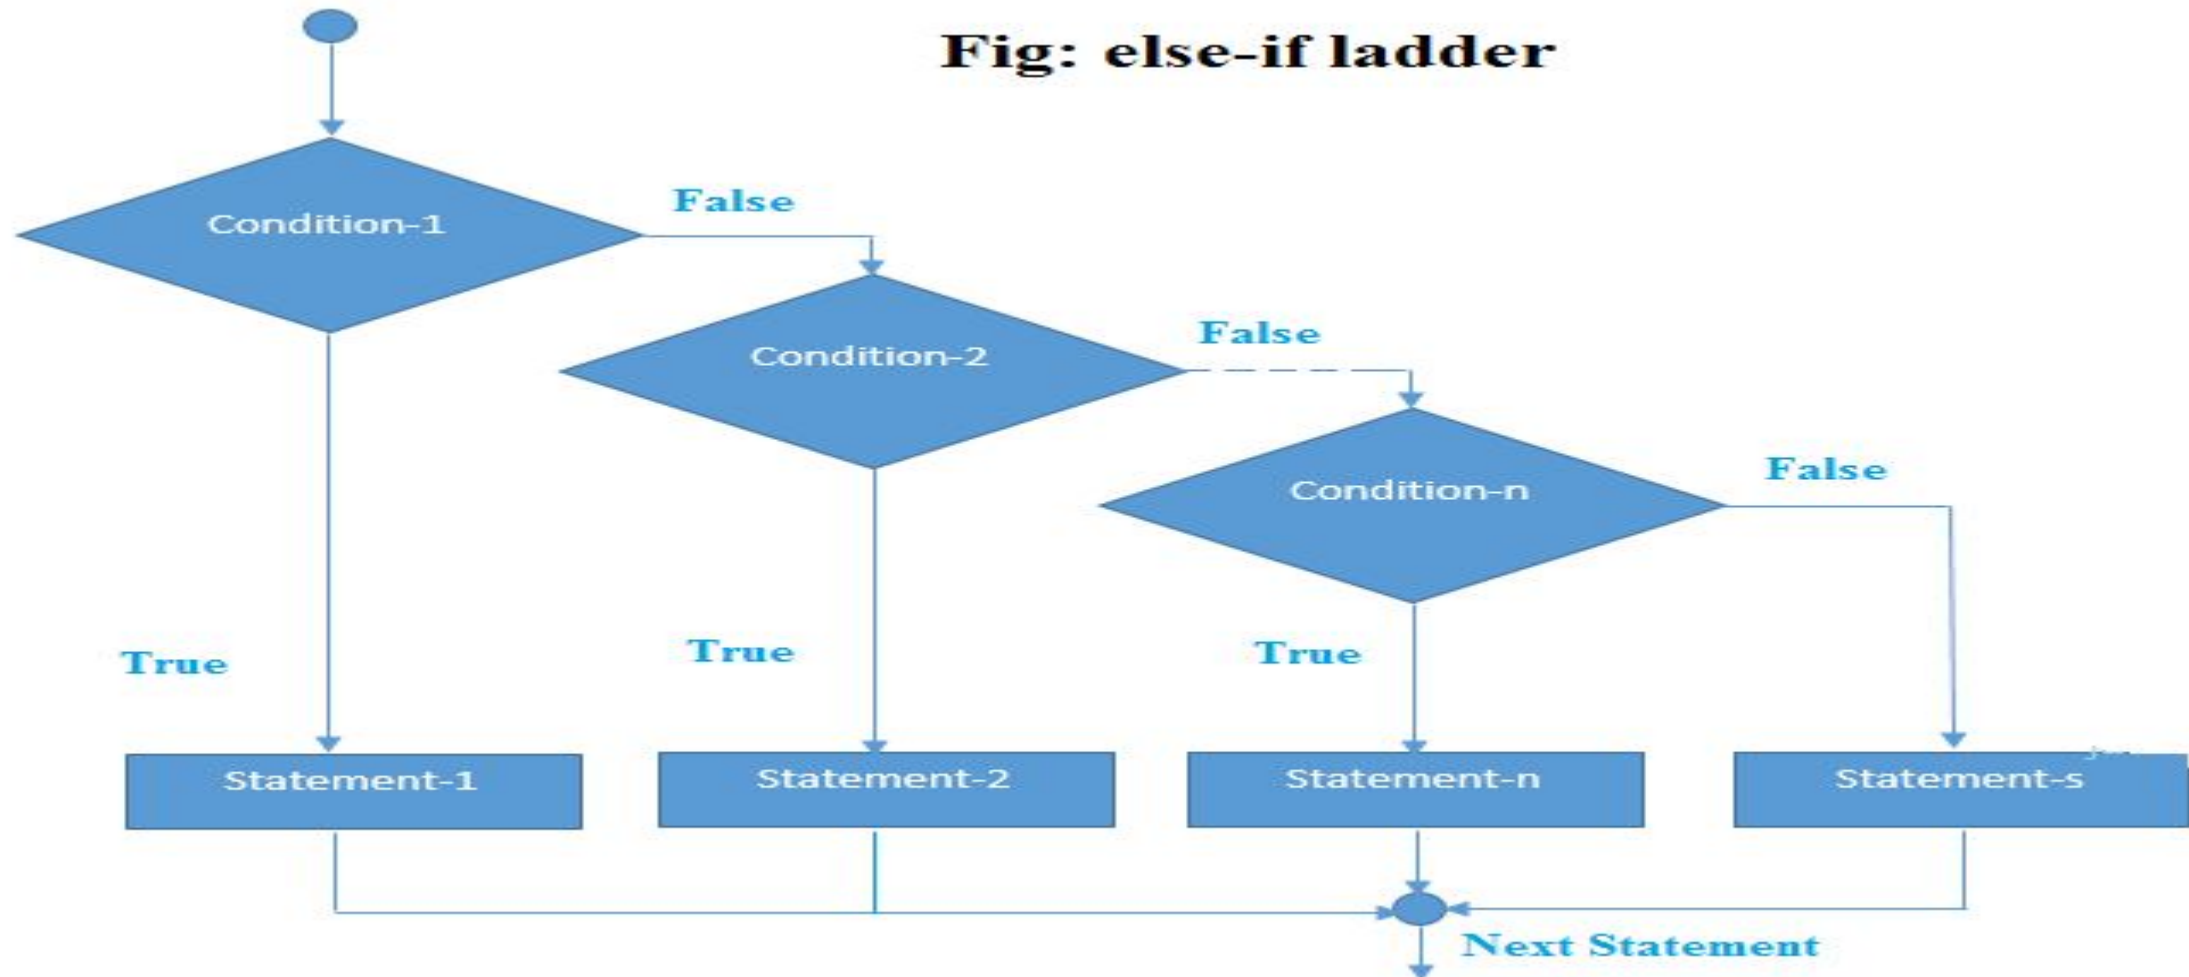 Fig: else-if ladder
Condition-1
False
Condition-2
False
Condition-n
False
True
True
True
Statement-1
Statement-2
Statement-n
Statement-s
Next Statement